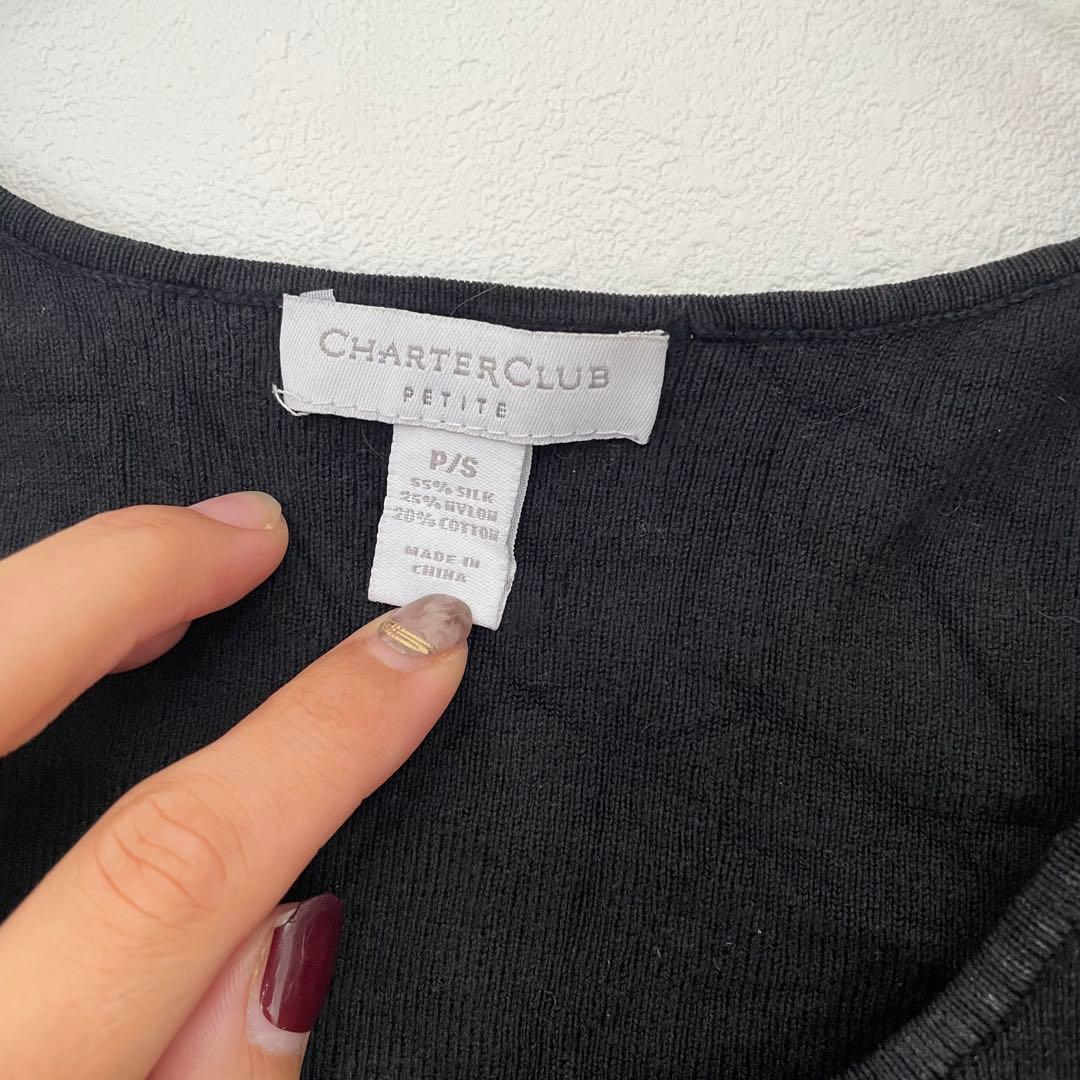 CHARTERCLUB
PETITE
P/S
55% SILK
25% NYLON
20% COTTON
MADE IN
CHINA